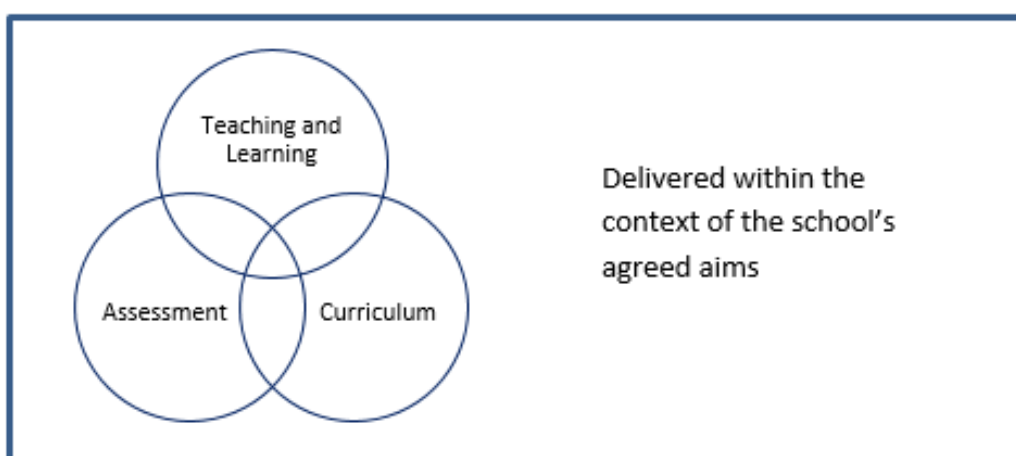 Teaching and
Learning
Assessment
Curriculum
Delivered within the
context of the school’s
agreed aims